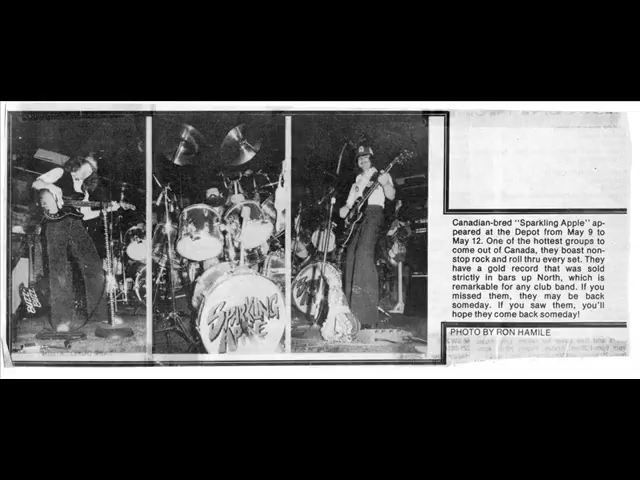 SPARKLING
APPLE
Canadian-bred "Sparkling Apple" ap-
peared at the Depot from May 9 to
May 12. One of the hottest groups to
come out of Canada, they boast non-
stop rock and roll thru every set. They
have a gold record that was sold
strictly in bars up North, which is
remarkable for any club band. If you
missed them, they may be back
someday. If you saw them, you'll
hope they come back someday!
PHOTO BY RON HAMILE